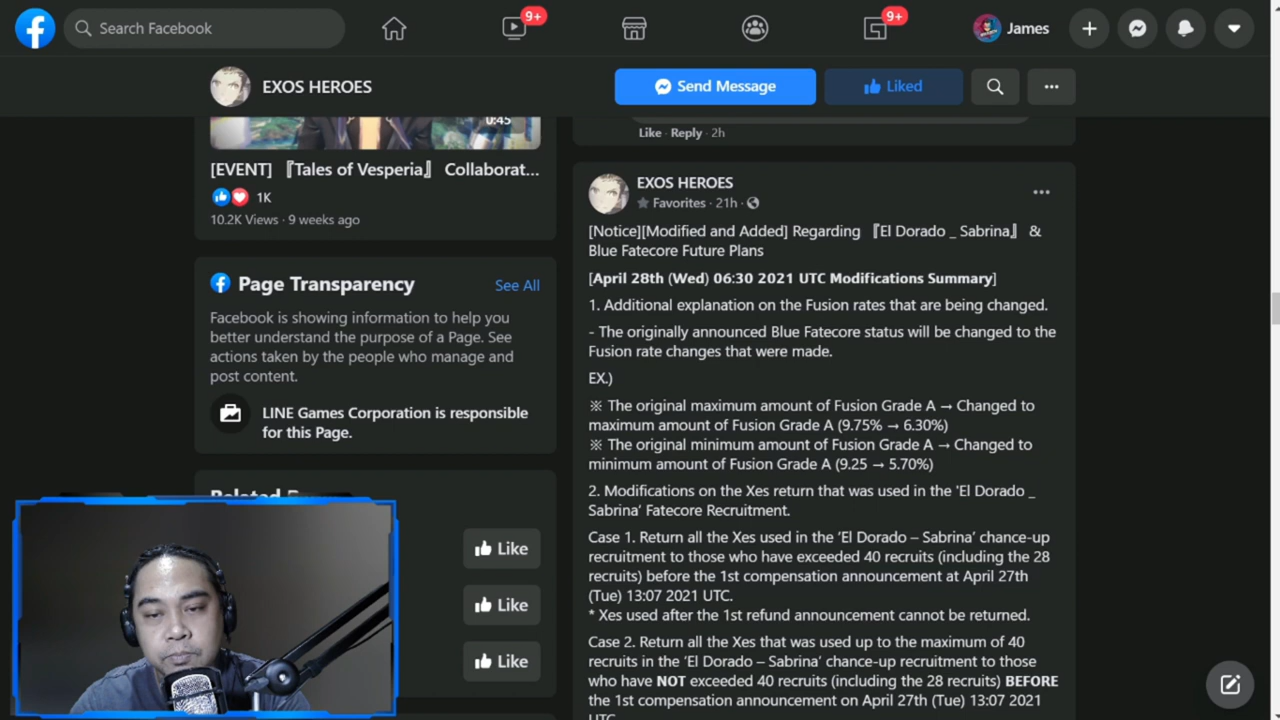 Search Facebook
9+
9+
James
EXOS HEROES
Send Message
Liked
0:45
[EVENT] 『Tales of Vesperia』 Collaborat...
1K
10.2K Views · 9 weeks ago
Page Transparency
See All
Facebook is showing information to help you
better understand the purpose of a Page. See
actions taken by the people who manage and
post content.
LINE Games Corporation is responsible
for this Page.
Related
Like
Like
Like
Like · Reply · 2h
EXOS HEROES
Favorites · 21h ·
[Notice][Modified and Added] Regarding 『El Dorado _ Sabrina』 &
Blue Fatecore Future Plans
[April 28th (Wed) 06:30 2021 UTC Modifications Summary]
1. Additional explanation on the Fusion rates that are being changed.
- The originally announced Blue Fatecore status will be changed to the
Fusion rate changes that were made.
EX.)
※ The original maximum amount of Fusion Grade A → Changed to
maximum amount of Fusion Grade A (9.75% → 6.30%)
※ The original minimum amount of Fusion Grade A → Changed to
minimum amount of Fusion Grade A (9.25 → 5.70%)
2. Modifications on the Xes return that was used in the 'El Dorado _
Sabrina' Fatecore Recruitment.
Case 1. Return all the Xes used in the 'El Dorado – Sabrina' chance-up
recruitment to those who have exceeded 40 recruits (including the 28
recruits) before the 1st compensation announcement at April 27th
(Tue) 13:07 2021 UTC.
* Xes used after the 1st refund announcement cannot be returned.
Case 2. Return all the Xes that was used up to the maximum of 40
recruits in the 'El Dorado – Sabrina' chance-up recruitment to those
who have NOT exceeded 40 recruits (including the 28 recruits) BEFORE
the 1st compensation announcement on April 27th (Tue) 13:07 2021
UTC